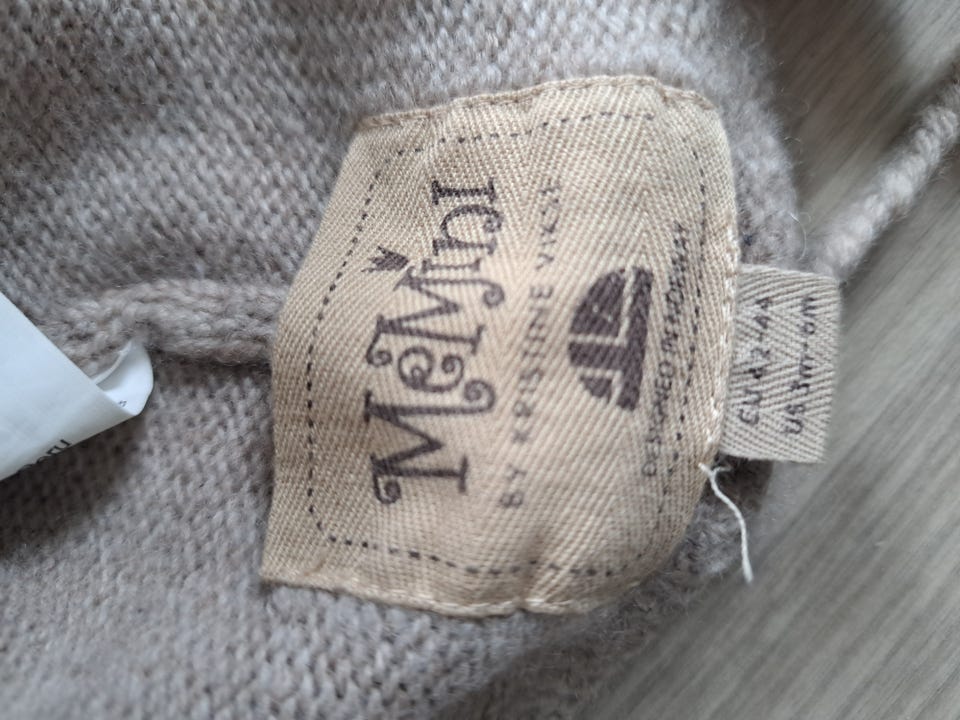 MeMini
BY KRISTINE VIKSE
DESIGNED IN NORWAY
EU 42-44
US 3m-6m